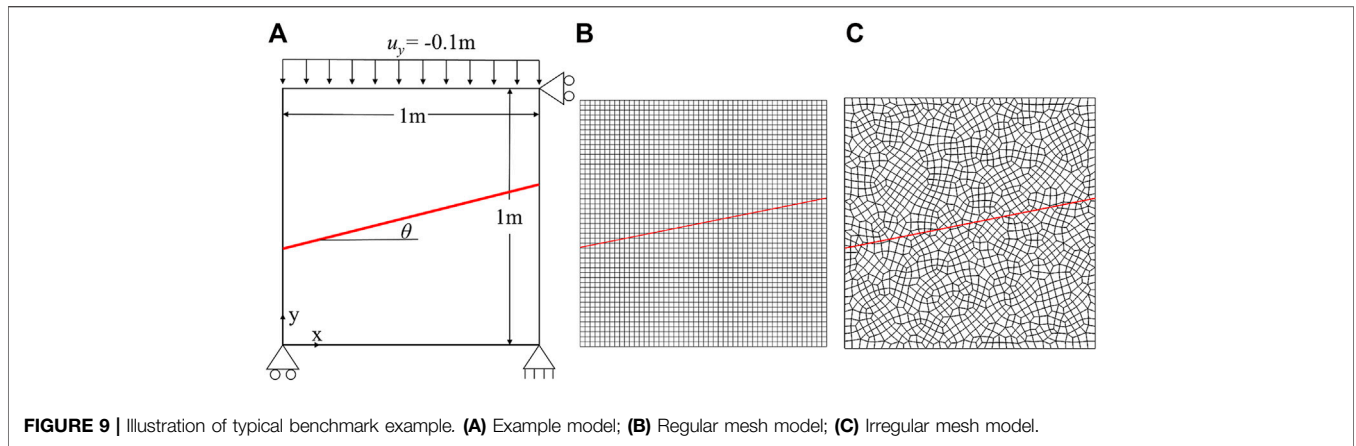 A
B
C
u_y= -0.1m
1m
1m
θ
y
x
FIGURE 9 | Illustration of typical benchmark example. (A) Example model; (B) Regular mesh model; (C) Irregular mesh model.